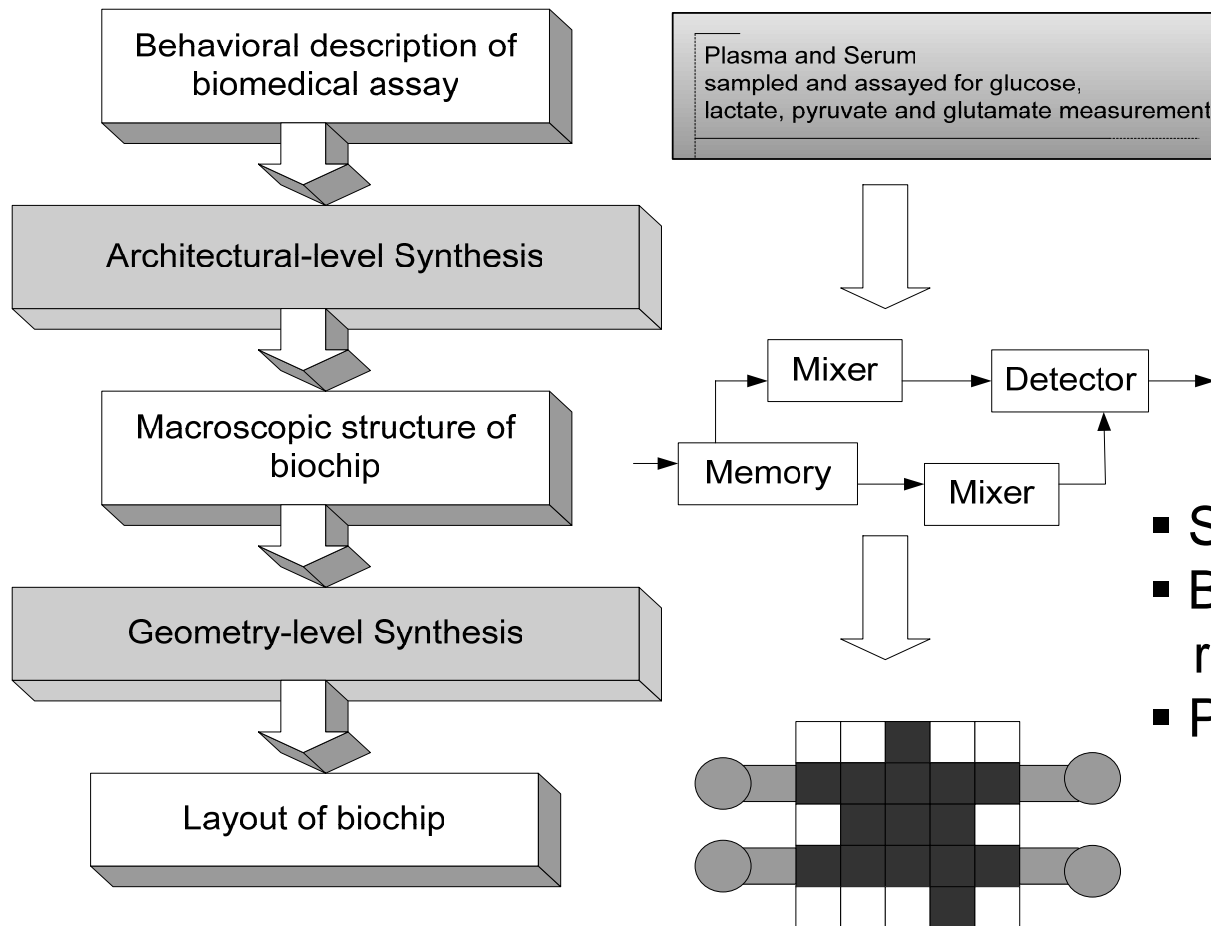 Behavioral description of
biomedical assay
Architectural-level Synthesis
Macroscopic structure of
biochip
Geometry-level Synthesis
Layout of biochip
Plasma and Serum
sampled and assayed for glucose,
lactate, pyruvate and glutamate measurement
Mixer
Detector
Memory
Mixer
▪ S
▪ B
r
▪ P